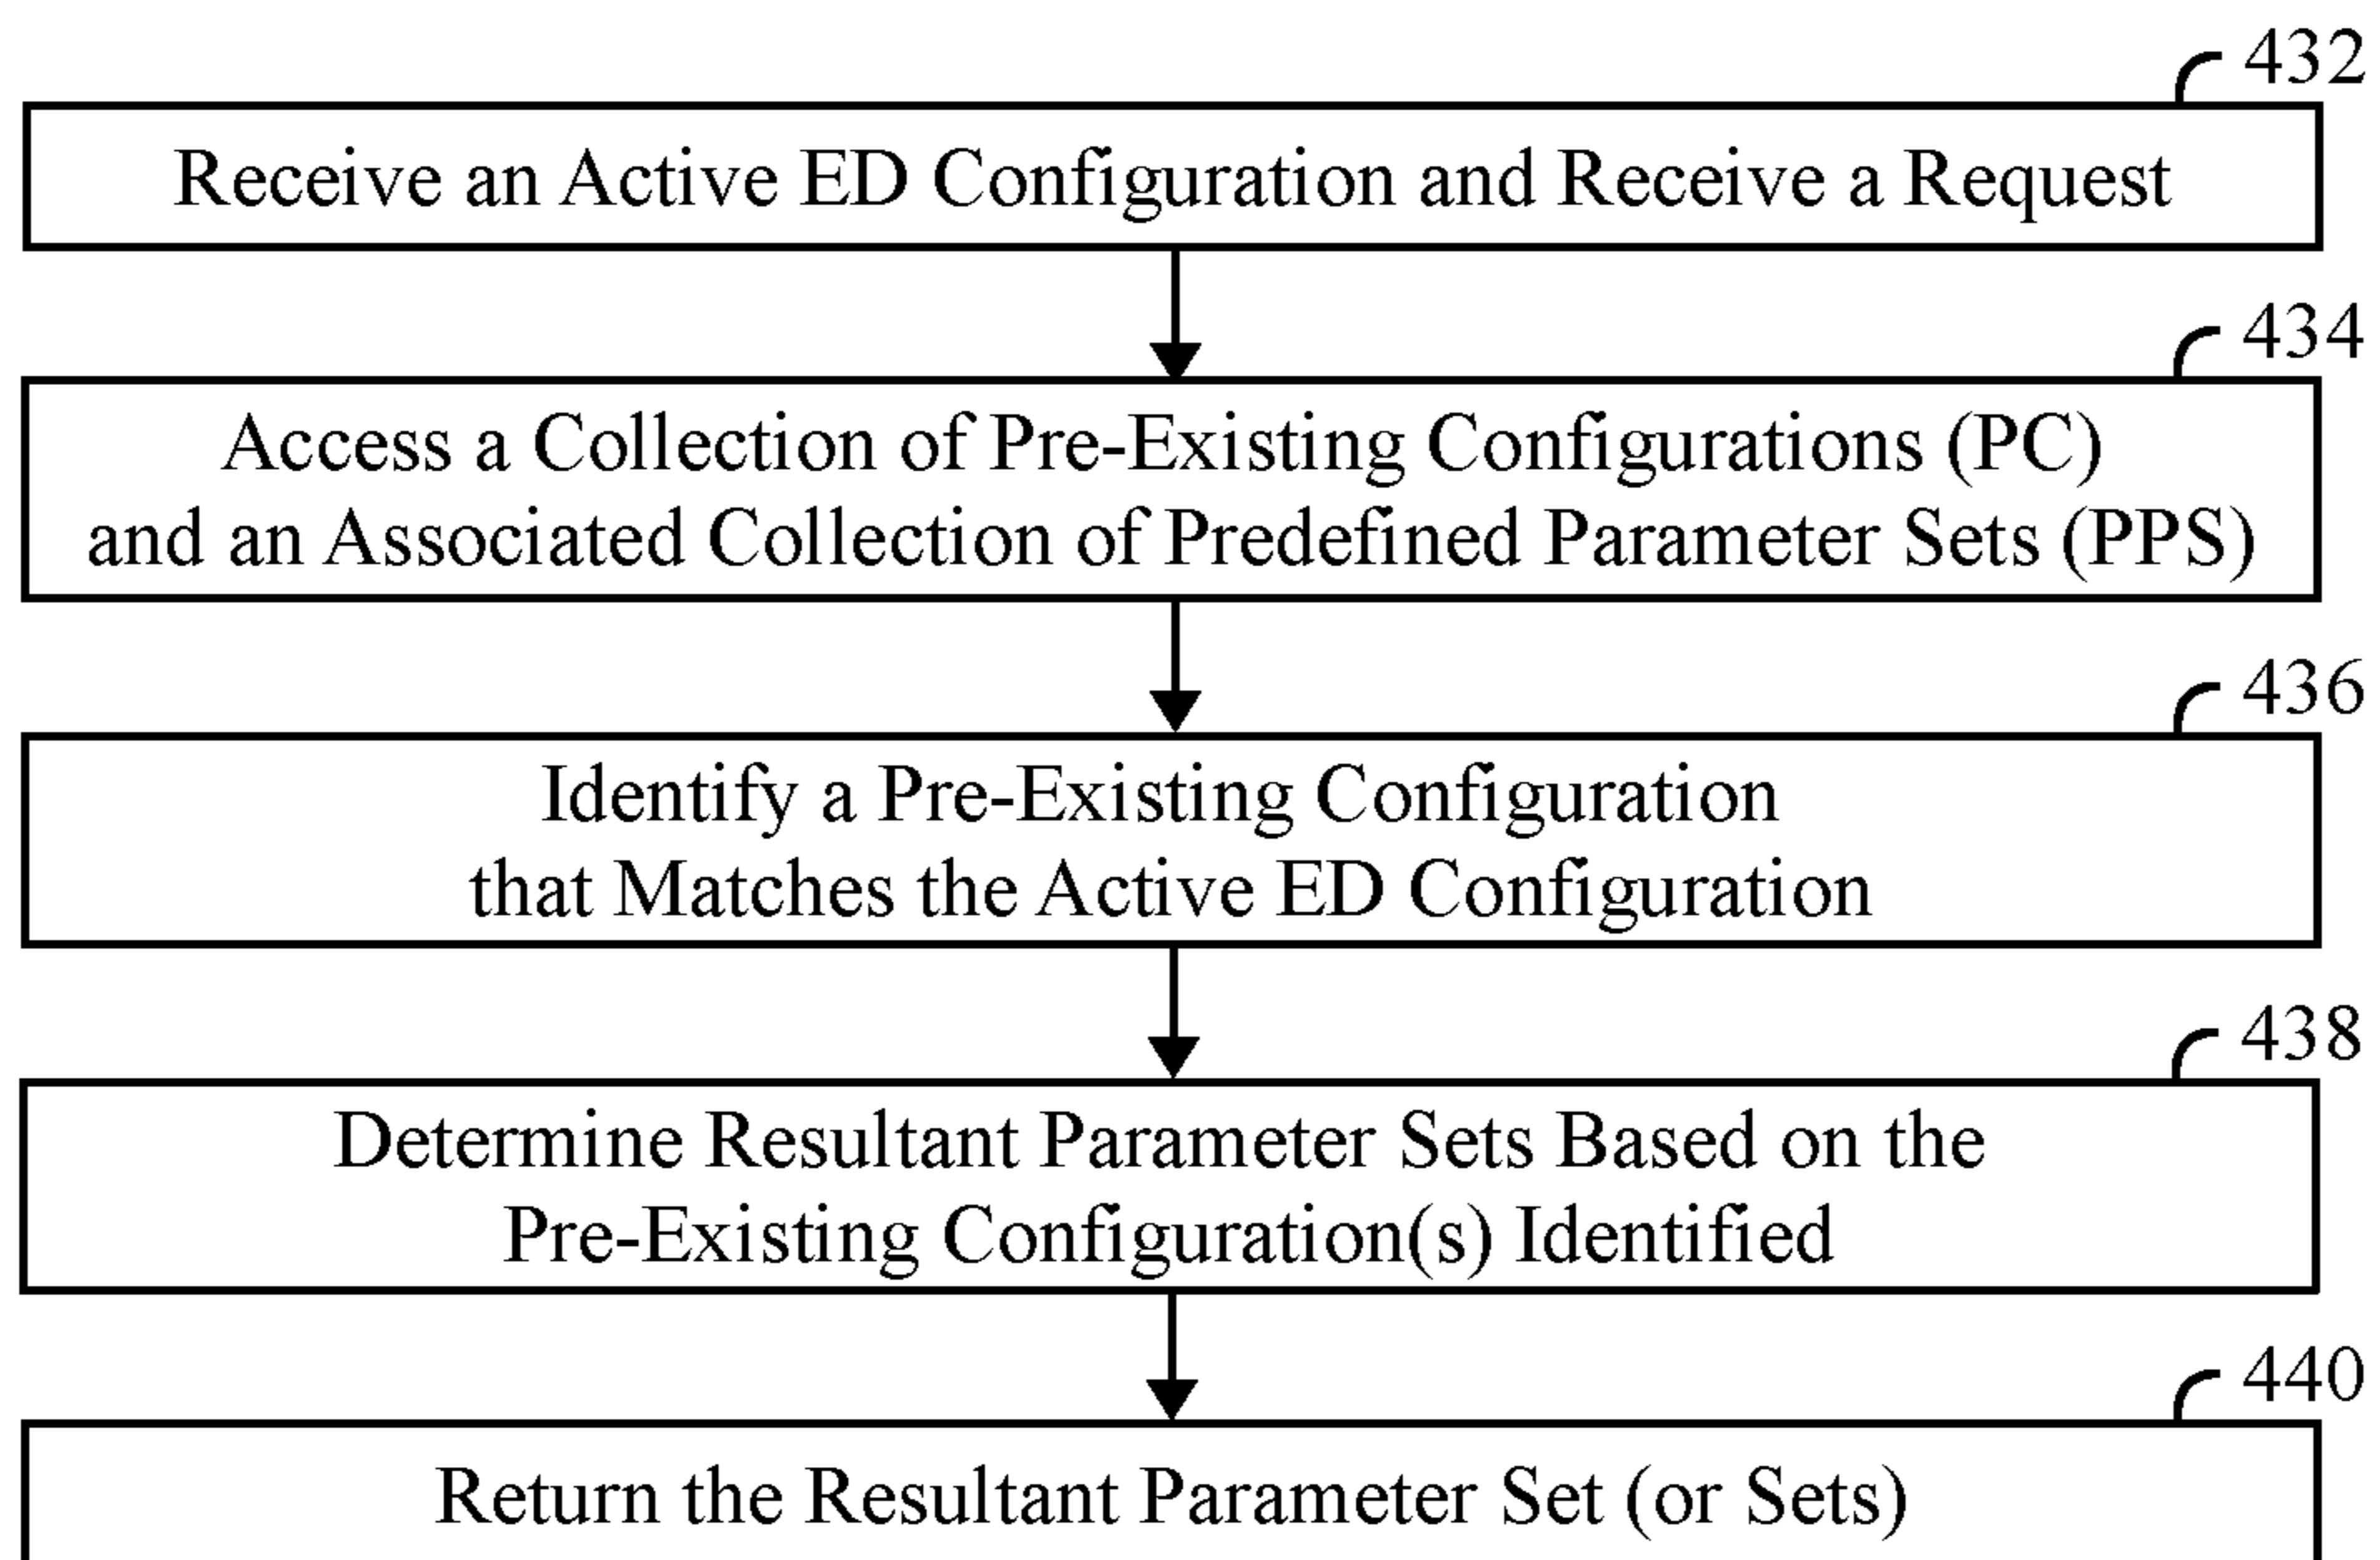 432
Receive an Active ED Configuration and Receive a Request
434
Access a Collection of Pre-Existing Configurations (PC)
and an Associated Collection of Predefined Parameter Sets (PPS)
436
Identify a Pre-Existing Configuration
that Matches the Active ED Configuration
438
Determine Resultant Parameter Sets Based on the
Pre-Existing Configuration(s) Identified
440
Return the Resultant Parameter Set (or Sets)